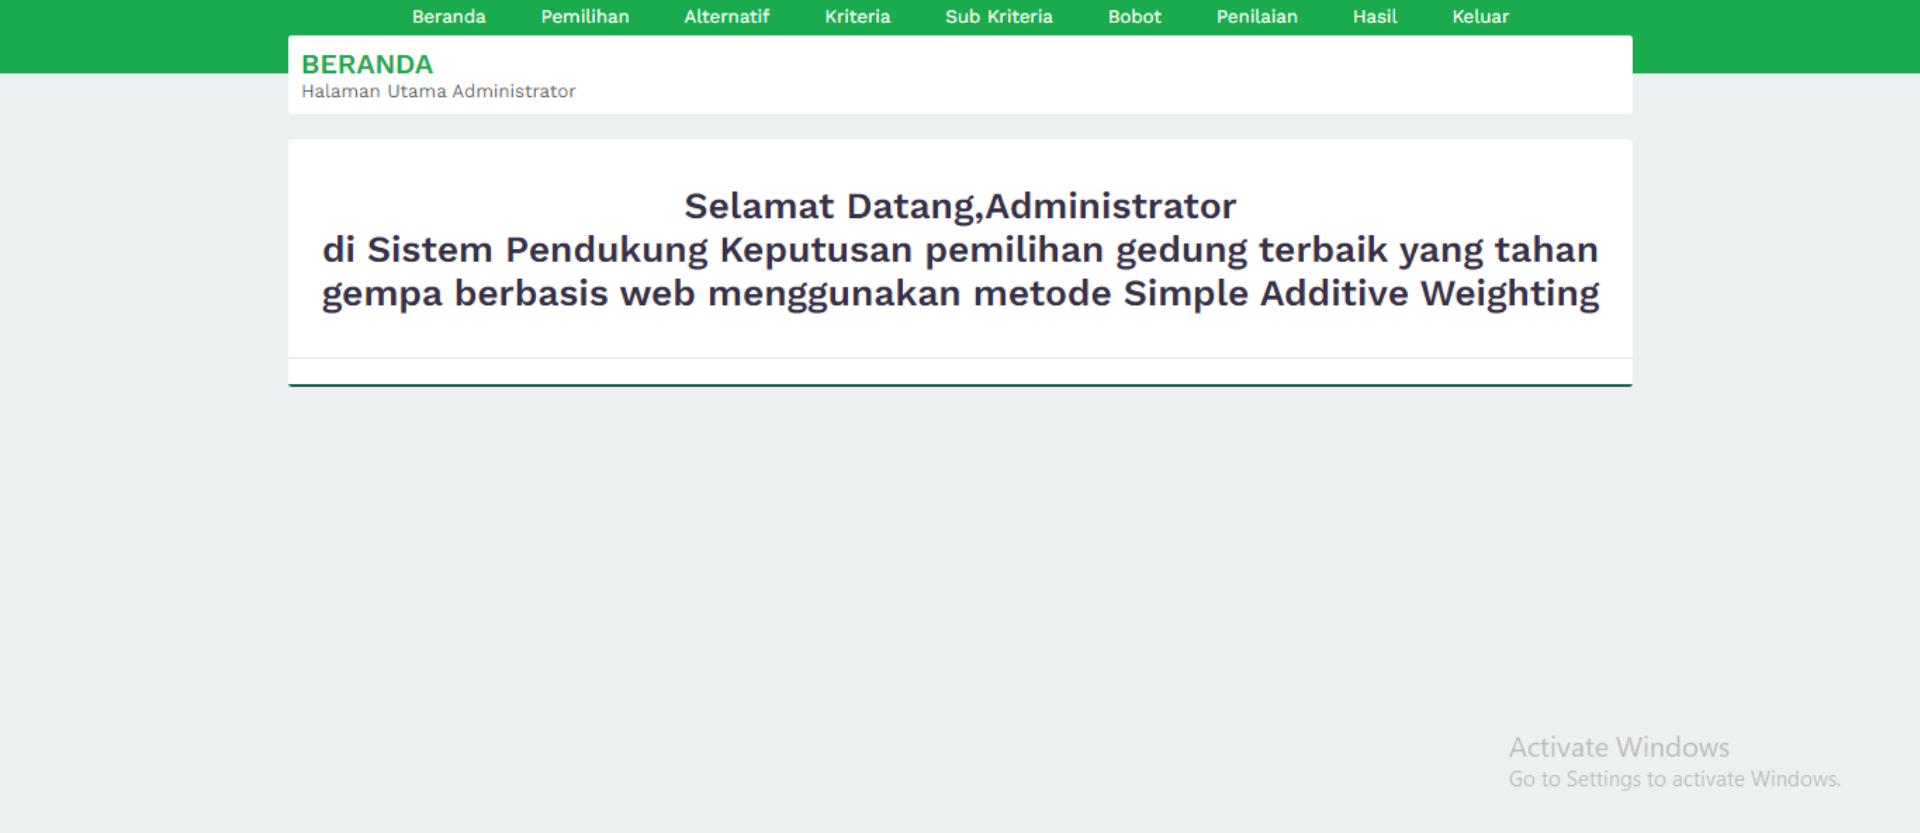 Beranda Pemilihan Alternatif Kriteria Sub Kriteria Bobot Penilaian Hasil Keluar
BERANDA
Halaman Utama Administrator
Selamat Datang,Administrator
di Sistem Pendukung Keputusan pemilihan gedung terbaik yang tahan
gempa berbasis web menggunakan metode Simple Additive Weighting
Activate Windows
Go to Settings to activate Windows.